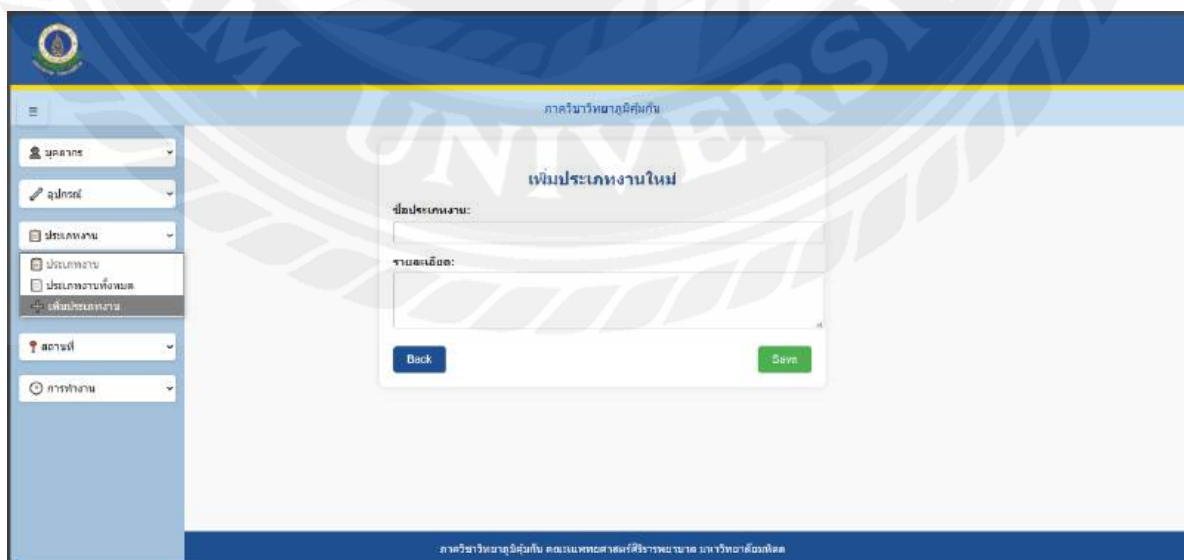 UNIVERS
ภาควิชาวิทยาภูมิคุ้มกัน
บุคลากร
อุปกรณ์
ประเภทงาน
ประเภทงาน
ประเภทงานทั้งหมด
เพิ่มประเภทงาน
สถานที่
การทำงาน
เพิ่มประเภทงานใหม่
ชื่อประเภทงาน:
รายละเอียด:
Back
Save
ภาควิชาวิทยาภูมิคุ้มกัน คณะแพทยศาสตร์ศิริราชพยาบาล มหาวิทยาลัยมหิดล